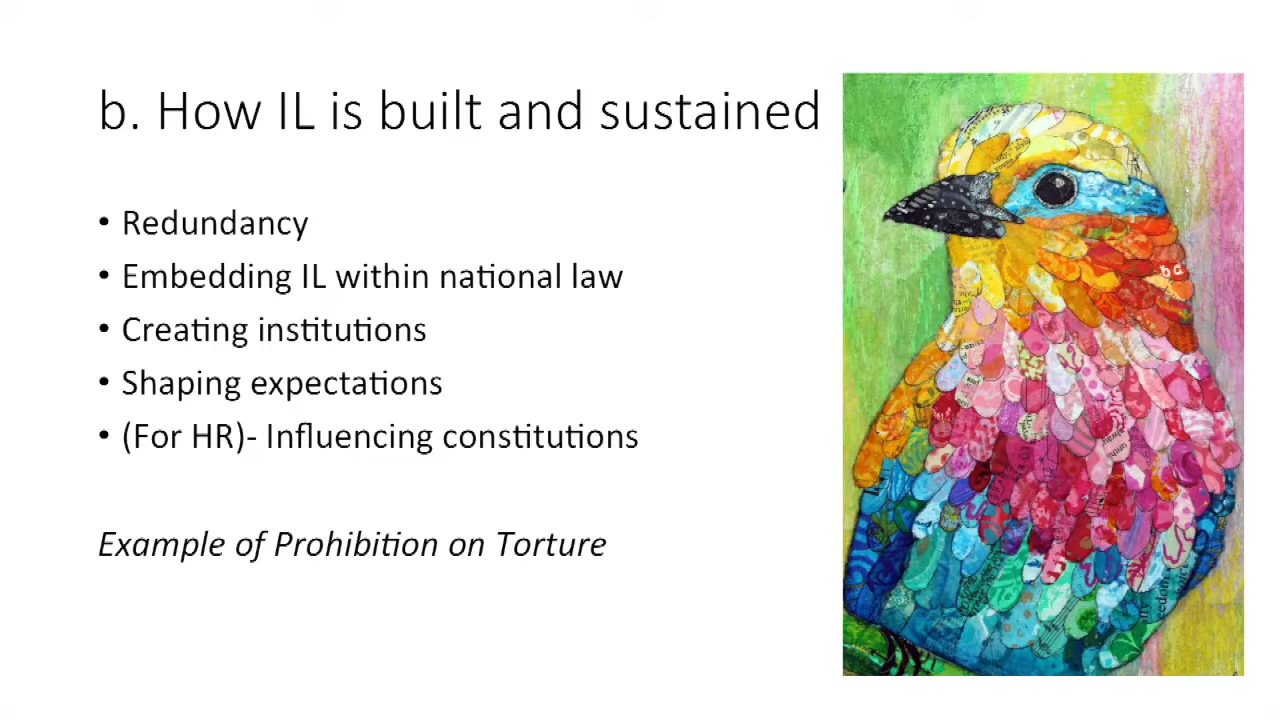 b. How IL is built and sustained
• Redundancy
• Embedding IL within national law
• Creating institutions
• Shaping expectations
• (For HR)- Influencing constitutions
Example of Prohibition on Torture